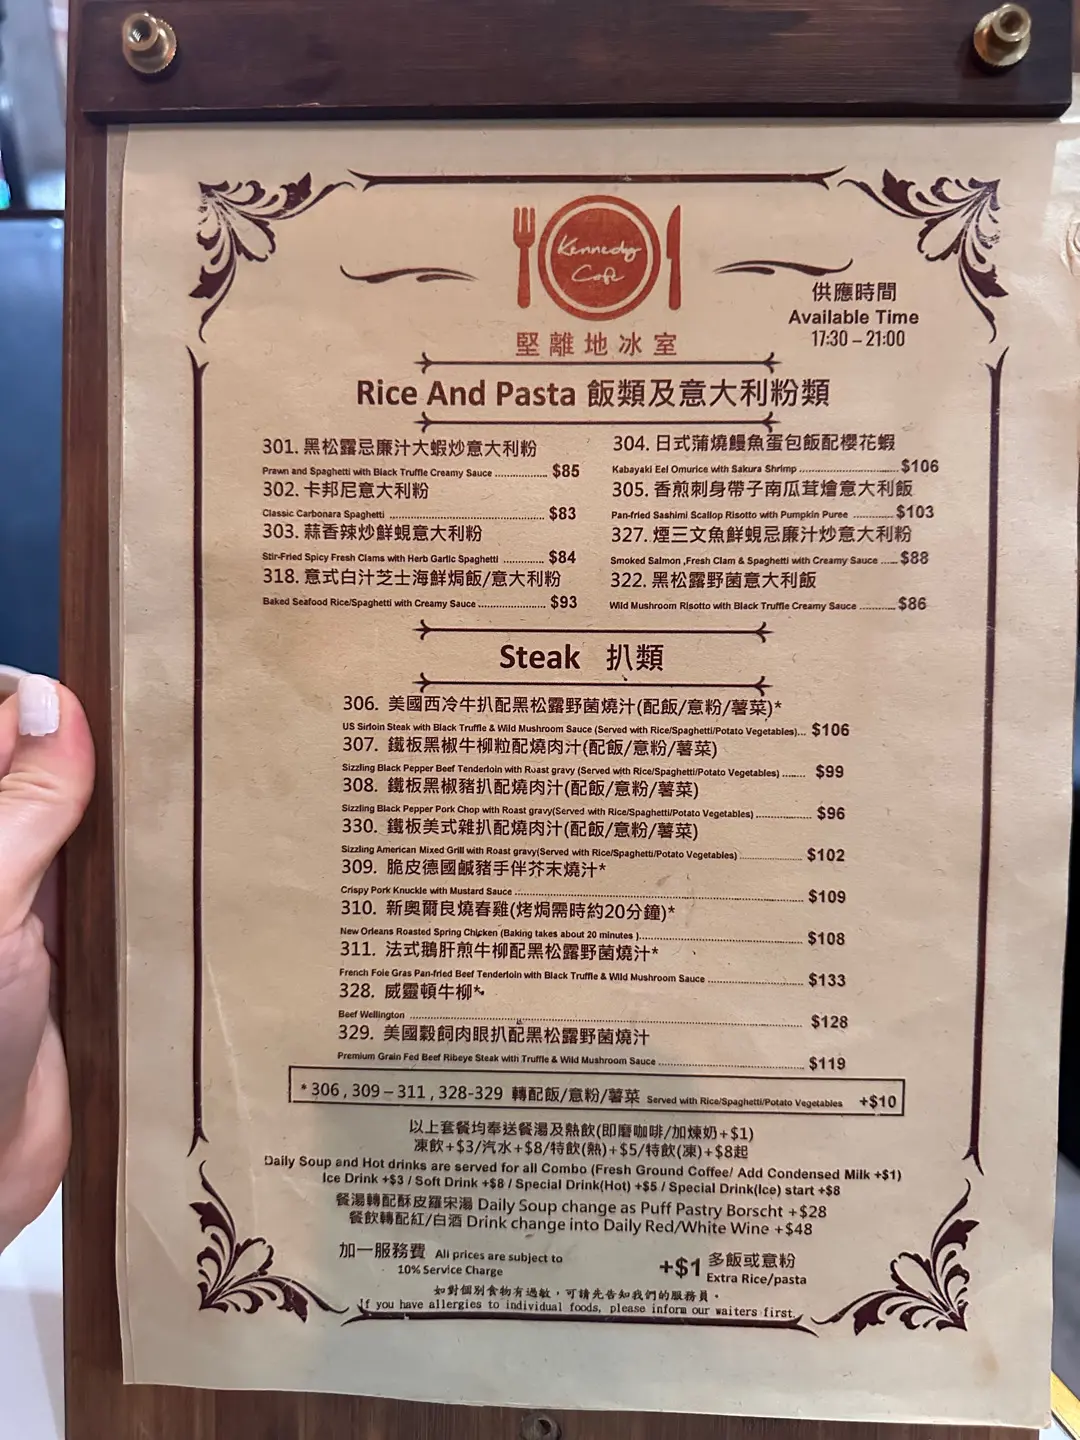 Kennedy
Cafe
堅離地冰室
供應時間
Available Time
17:30 – 21:00
Rice And Pasta 飯類及意大利粉類
301. 黑松露忌廉汁大蝦炒意大利粉
Prawn and Spaghetti with Black Truffle Creamy Sauce ............... $85
302. 卡邦尼意大利粉
Classic Carbonara Spaghetti ............... $83
303. 蒜香辣炒鮮蜆意大利粉
Stir-Fried Spicy Fresh Clams with Herb Garlic Spaghetti ............... $84
318. 意式白汁芝士海鮮焗飯/意大利粉
Baked Seafood Rice/Spaghetti with Creamy Sauce ............... $93
304. 日式蒲燒鰻魚蛋包飯配櫻花蝦
Kabayaki Eel Omurice with Sakura Shrimp ............... $106
305. 香煎刺身帶子南瓜茸燴意大利飯
Pan-fried Sashimi Scallop Risotto with Pumpkin Puree ............ $103
327. 煙三文魚鮮蜆忌廉汁炒意大利粉
Smoked Salmon ,Fresh Clam & Spaghetti with Creamy Sauce ...... $88
322. 黑松露野菌意大利飯
Wild Mushroom Risotto with Black Truffle Creamy Sauce ............ $86
Steak 扒類
306. 美國西冷牛扒配黑松露野菌燒汁(配飯/意粉/薯菜)*
US Sirloin Steak with Black Truffle & Wild Mushroom Sauce (Served with Rice/Spaghetti/Potato Vegetables)... $106
307. 鐵板黑椒牛柳粒配燒肉汁(配飯/意粉/薯菜)
Sizzling Black Pepper Beef Tenderloin with Roast gravy (Served with Rice/Spaghetti/Potato Vegetables) ....... $99
308. 鐵板黑椒豬扒配燒肉汁(配飯/意粉/薯菜)
Sizzling Black Pepper Pork Chop with Roast gravy(Served with Rice/Spaghetti/Potato Vegetables) ............... $96
330. 鐵板美式雜扒配燒肉汁(配飯/意粉/薯菜)
Sizzling American Mixed Grill with Roast gravy(Served with Rice/Spaghetti/Potato Vegetables) ............... $102
309. 脆皮德國鹹豬手伴芥末燒汁*
Crispy Pork Knuckle with Mustard Sauce ............... $109
310. 新奧爾良燒春雞(烤焗需時約20分鐘)*
New Orleans Roasted Spring Chicken (Baking takes about 20 minutes )............... $108
311. 法式鵝肝煎牛柳配黑松露野菌燒汁*
French Foie Gras Pan-fried Beef Tenderloin with Black Truffle & Wild Mushroom Sauce ............... $133
328. 威靈頓牛柳*
Beef Wellington ............... $128
329. 美國穀飼肉眼扒配黑松露野菌燒汁
Premium Grain Fed Beef Ribeye Steak with Truffle & Wild Mushroom Sauce ............... $119
*306 , 309 – 311 , 328-329 轉配飯/意粉/薯菜 Served with Rice/Spaghetti/Potato Vegetables +$10
以上套餐均奉送餐湯及熱飲(即磨咖啡/加煉奶+$1)
凍飲+$3/汽水+$8/特飲(熱)+$5/特飲(凍)+$8起
Daily Soup and Hot drinks are served for all Combo (Fresh Ground Coffee/ Add Condensed Milk +$1)
Ice Drink +$3 / Soft Drink +$8 / Special Drink(Hot) +$5 / Special Drink(Ice) start +$8
餐湯轉配酥皮羅宋湯 Daily Soup change as Puff Pastry Borscht +$28
餐飲轉配紅/白酒 Drink change into Daily Red/White Wine +$48
加一服務費 All prices are subject to
10% Service Charge
+$1 多飯或意粉
Extra Rice/pasta
如對個別食物有過敏，可請先告知我們的服務員。
If you have allergies to individual foods, please inform our waiters first.